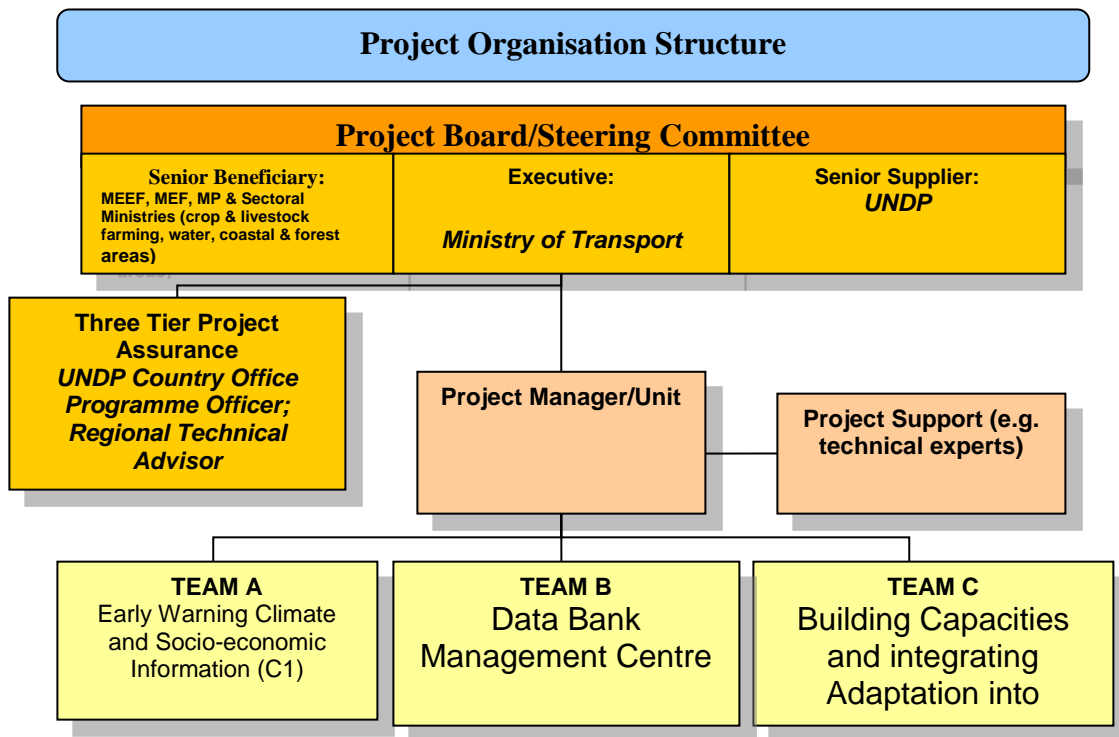 Project Organisation Structure
Project Board/Steering Committee
Senior Beneficiary:
MEEF, MEF, MP & Sectoral
Ministries (crop & livestock
farming, water, coastal & forest
areas)
Executive:
Ministry of Transport
Senior Supplier:
UNDP
areas)
Three Tier Project
Assurance
UNDP Country Office
Programme Officer;
Regional Technical
Advisor
Project Manager/Unit
Project Support (e.g.
technical experts)
TEAM A
Early Warning Climate
and Socio-economic
Information (C1)
TEAM B
Data Bank
Management Centre
TEAM C
Building Capacities
and integrating
Adaptation into